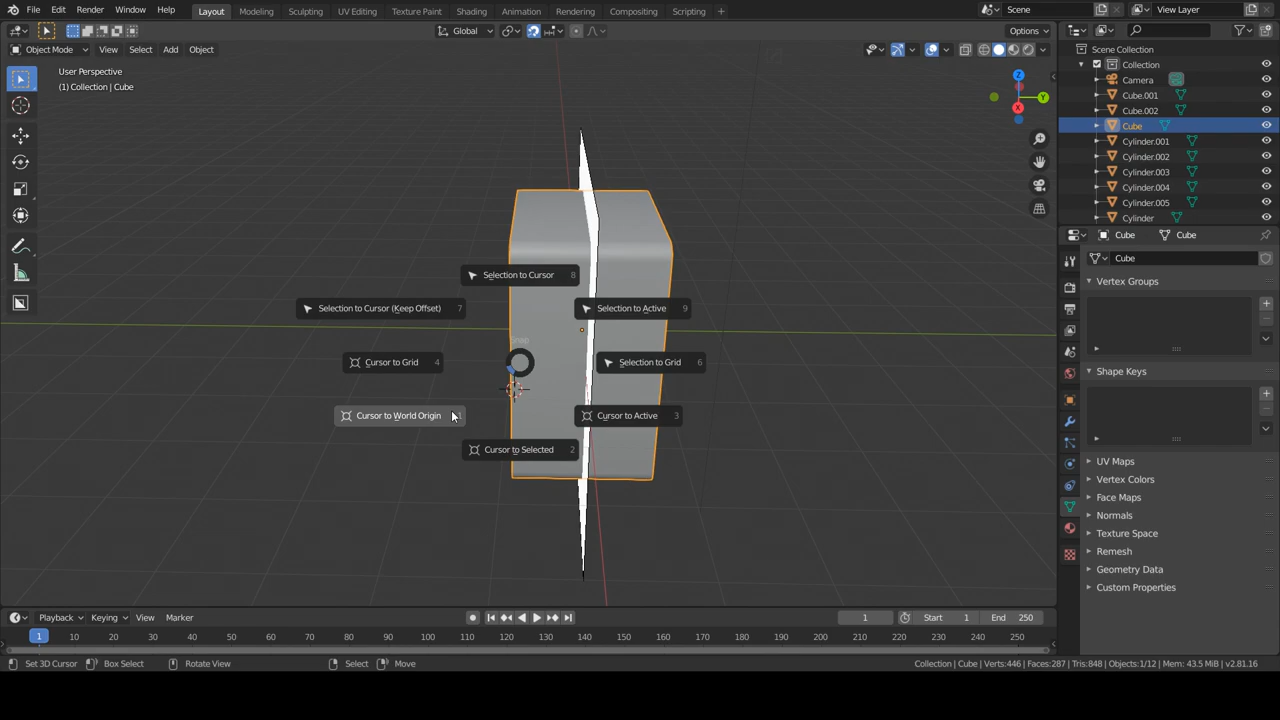 File Edit Render Window Help Layout Modeling Sculpting UV Editing Texture Paint Shading Animation Rendering Compositing Scripting Scene View Layer
Global Options
Object Mode View Select Add Object
User Perspective
(1) Collection | Cube
Z
Y
X
Scene Collection
Collection
Camera
Cube.001
Cube.002
Cube
Cylinder.001
Cylinder.002
Cylinder.003
Cylinder.004
Cylinder.005
Cylinder
Cube Cube
Cube
Vertex Groups
Shape Keys
UV Maps
Vertex Colors
Face Maps
Normals
Texture Space
Remesh
Geometry Data
Custom Properties
Selection to Cursor 8
Selection to Cursor (Keep Offset) 7
Selection to Active 9
Cursor to Grid 4
Selection to Grid 6
Cursor to World Origin
Cursor to Active 3
Cursor to Selected 2
Playback Keying View Marker 1 Start 1 End 250
1 10 20 30 40 50 60 70 80 90 100 110 120 130 140 150 160 170 180 190 200 210 220 230 240 250
Set 3D Cursor Box Select Rotate View Select Move Collection | Cube | Verts:446 | Faces:287 | Tris:848 | Objects:1/12 | Mem: 43.5 MiB | v2.81.16